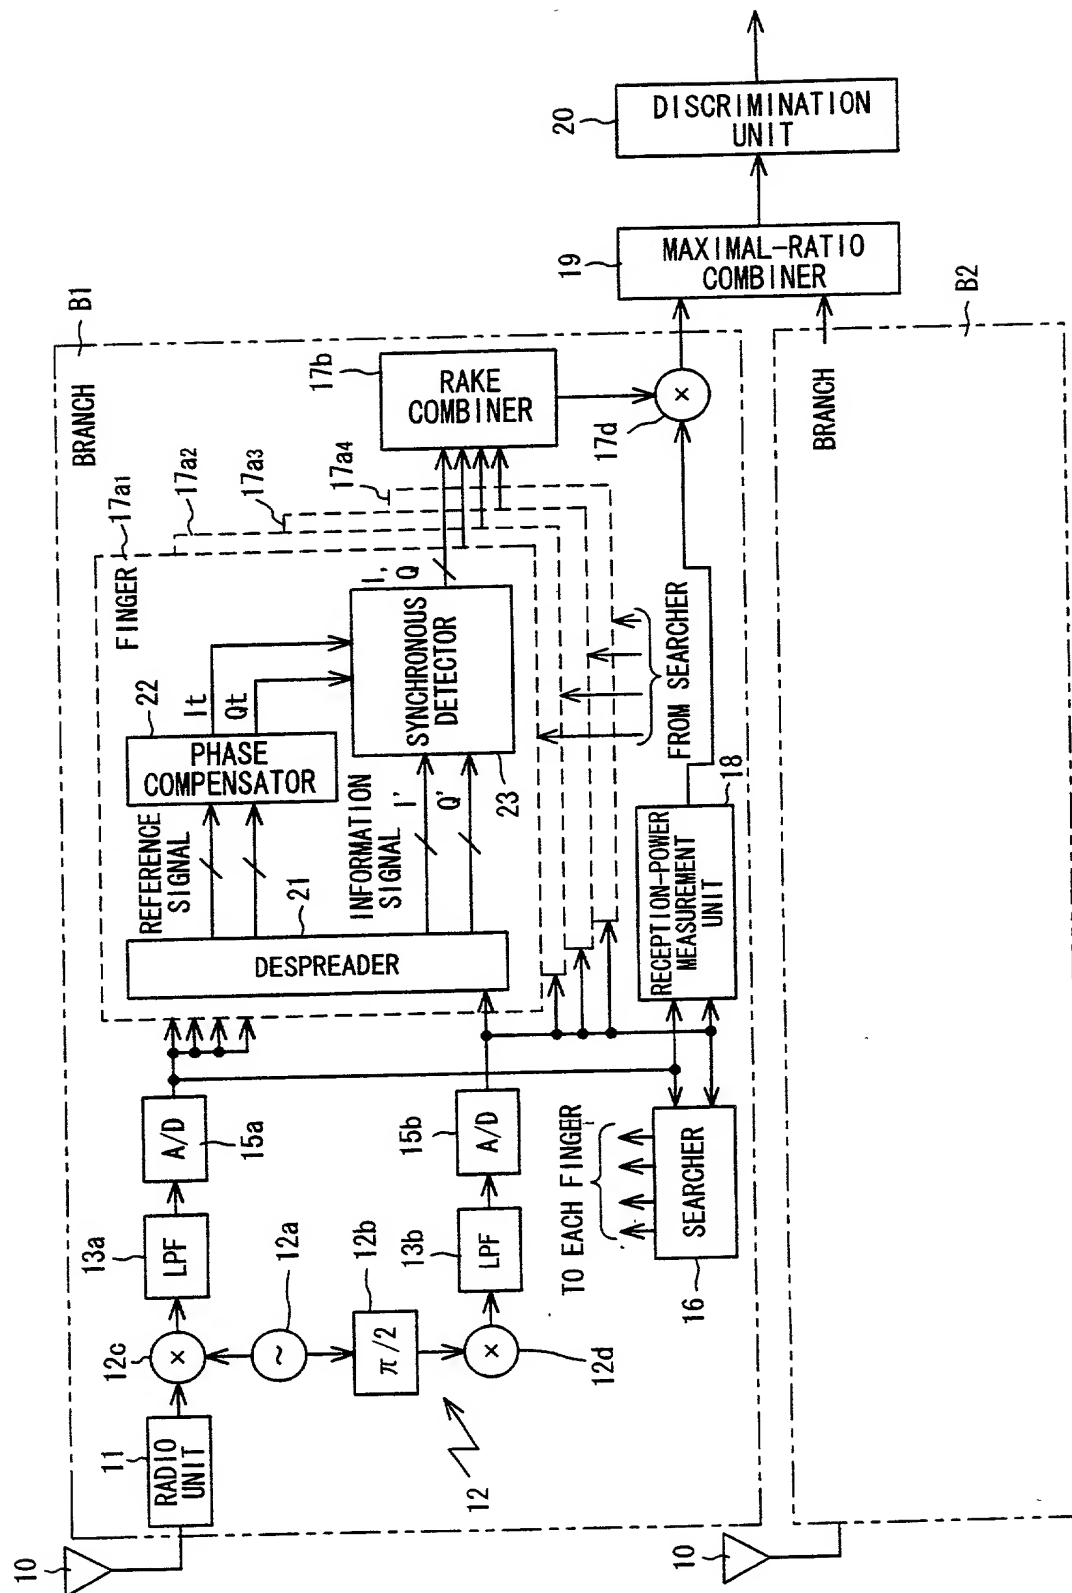 10
11
RADIO
UNIT
12c
×
13a
LPF
15a
A/D
12a
~
12b
π/2
12d
×
12
13b
LPF
15b
A/D
BRANCH
B1
FINGER
17a1
17a2
17a3
17a4
DESPREADER
21
REFERENCE
SIGNAL
22
PHASE
COMPENSATOR
It
Qt
INFORMATION
SIGNAL
I'
Q'
SYNCHRONOUS
DETECTOR
23
I,
Q
17b
RAKE
COMBINER
TO EACH FINGER
SEARCHER
16
FROM SEARCHER
RECEPTION-POWER
MEASUREMENT
UNIT
18
×
17d
19
MAXIMAL-RATIO
COMBINER
20
DISCRIMINATION
UNIT
10
BRANCH
B2